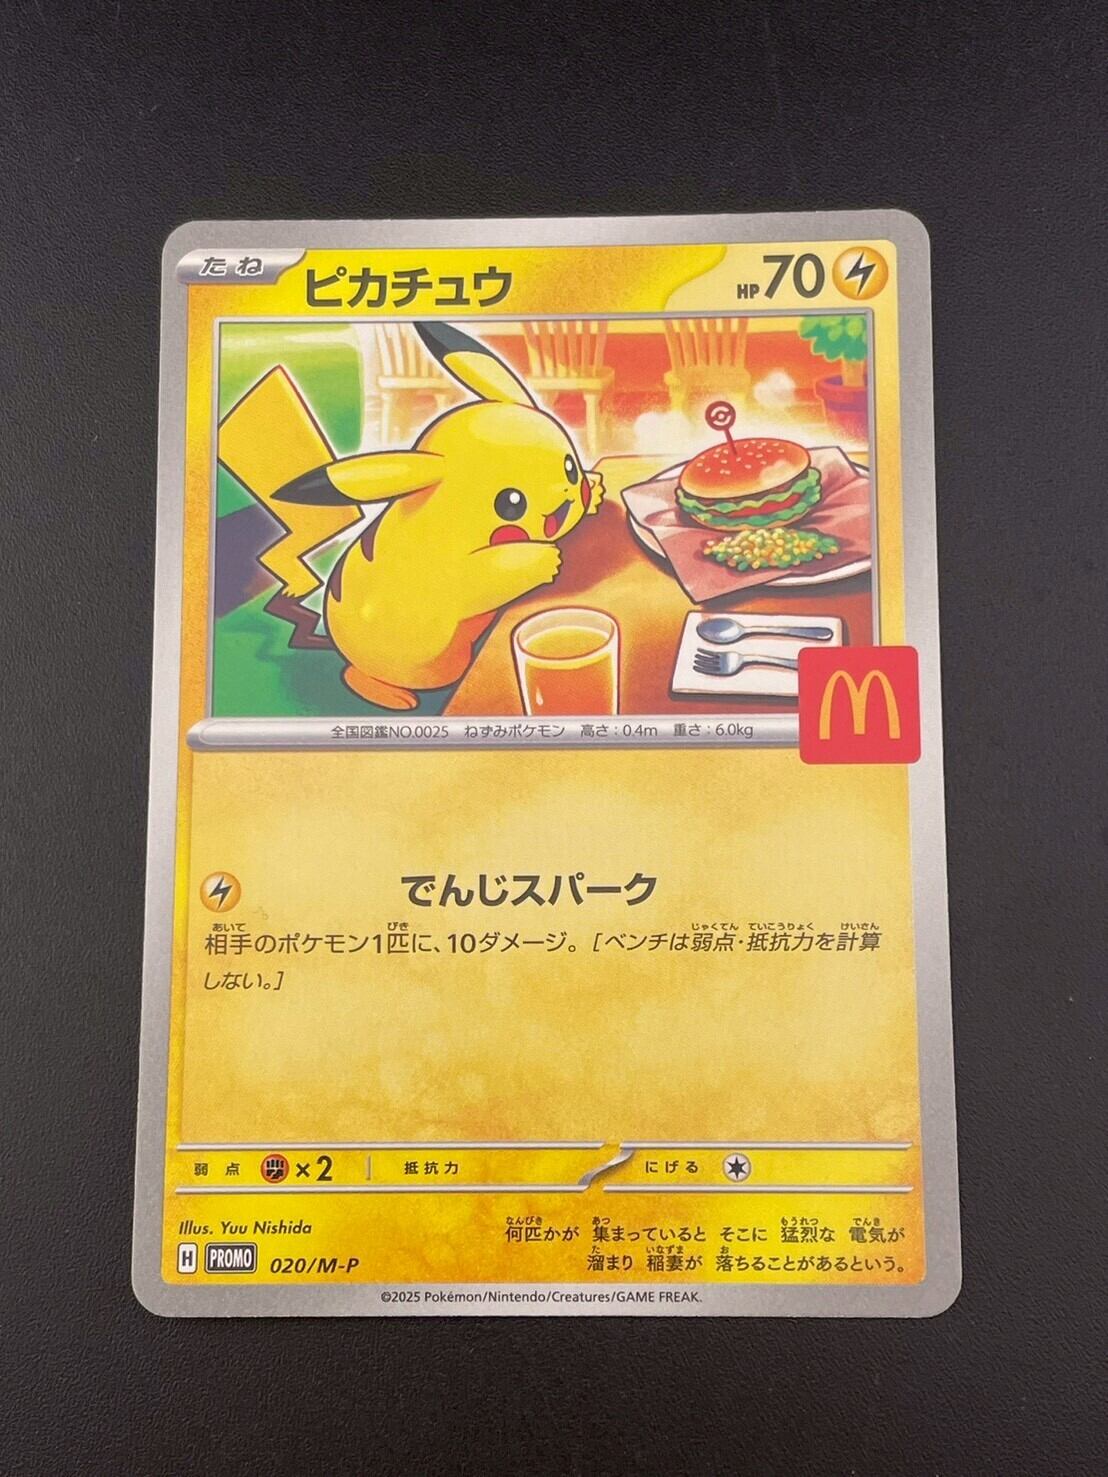 たね ピカチュウ HP70
全国図鑑NO.0025 ねずみポケモン 高さ:0.4m 重さ:6.0kg
でんじスパーク
相手のポケモン1匹に、10ダメージ。[ベンチは弱点・抵抗力を計算
しない。]
弱点 ×2 抵抗力 にげる
Illus. Yuu Nishida
H PROMO 020/M-P
何匹かが 集まっていると そこに 猛烈な 電気が
溜まり 稲妻が 落ちることがあるという。
©2025 Pokémon/Nintendo/Creatures/GAME FREAK.